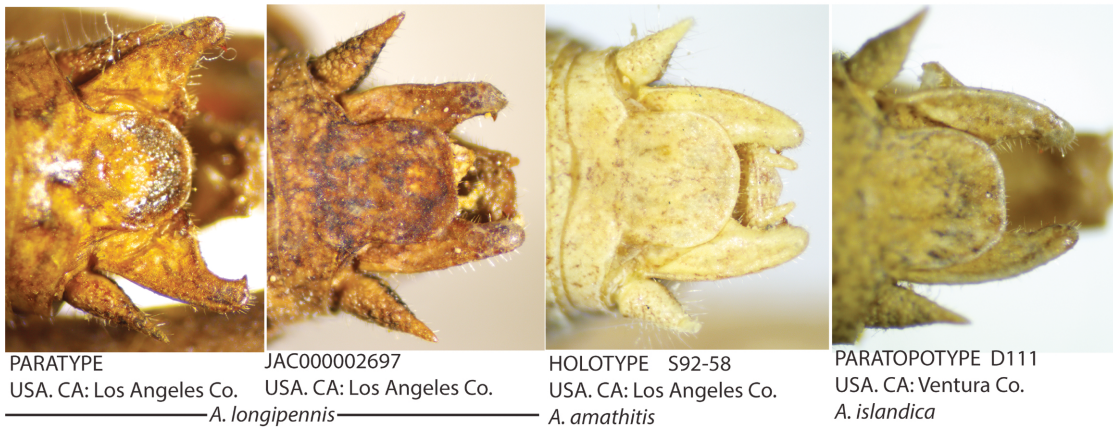 PARATYPE
USA. CA: Los Angeles Co.
JAC000002697
USA. CA: Los Angeles Co.
A. longipennis
HOLOTYPE S92-58
USA. CA: Los Angeles Co.
A. amathitis
PARATOPOTYPE D111
USA. CA: Ventura Co.
A. islandica